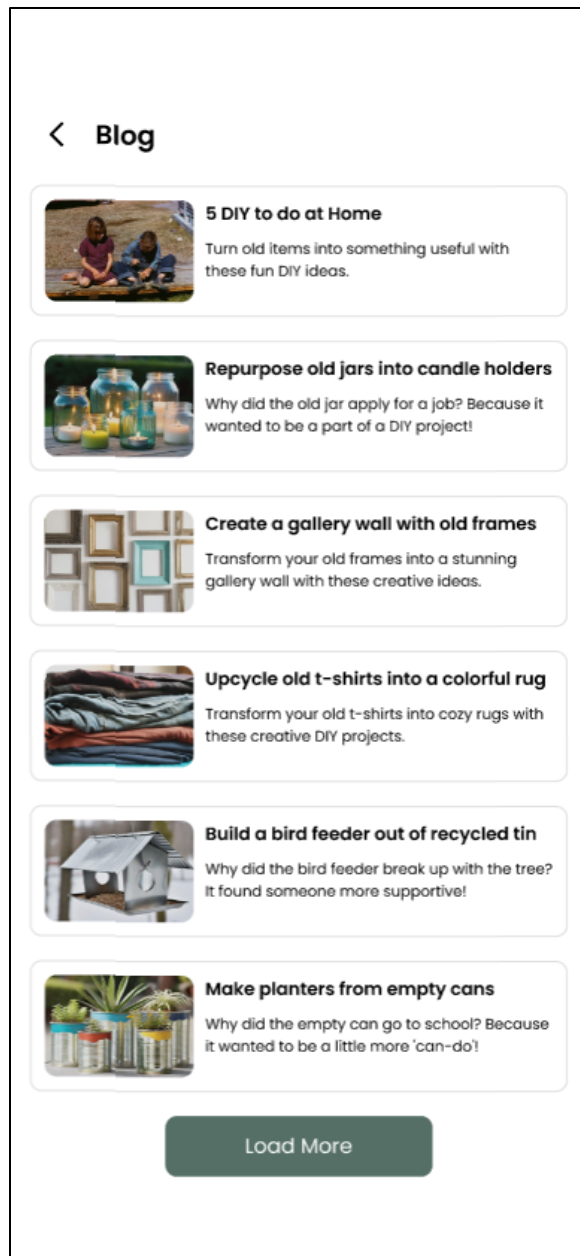 Blog
5 DIY to do at Home
Turn old items into something useful with
these fun DIY ideas.
Repurpose old jars into candle holders
Why did the old jar apply for a job? Because it
wanted to be a part of a DIY project!
Create a gallery wall with old frames
Transform your old frames into a stunning
gallery wall with these creative ideas.
Upcycle old t-shirts into a colorful rug
Transform your old t-shirts into cozy rugs with
these creative DIY projects.
Build a bird feeder out of recycled tin
Why did the bird feeder break up with the tree?
It found someone more supportive!
Make planters from empty cans
Why did the empty can go to school? Because
it wanted to be a little more 'can-do'!
Load More